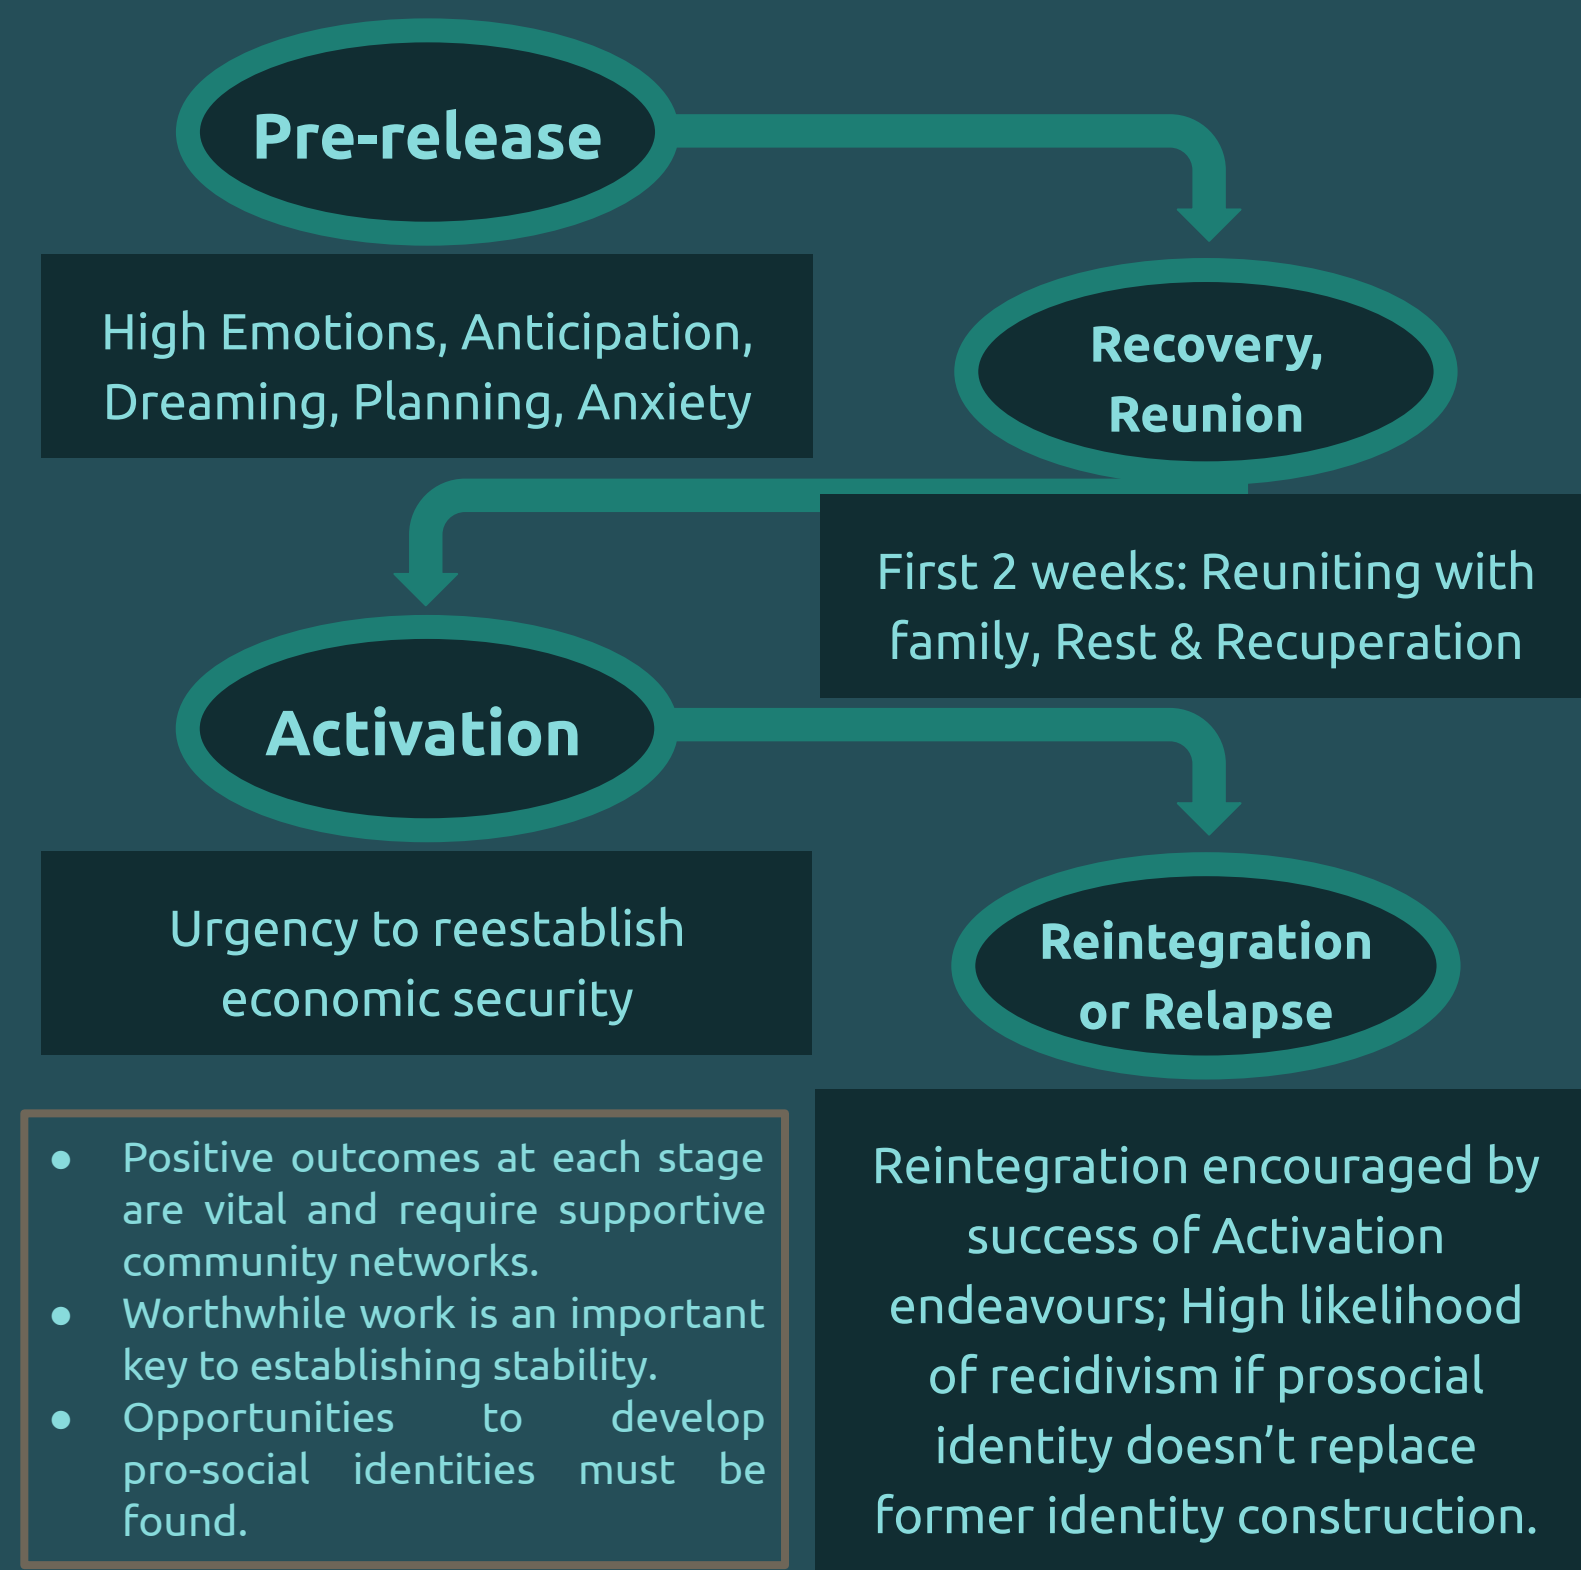 Pre-release
High Emotions, Anticipation,
Dreaming, Planning, Anxiety
Recovery,
Reunion
First 2 weeks: Reuniting with
family, Rest & Recuperation
Activation
Urgency to reestablish
economic security
Reintegration
or Relapse
Reintegration encouraged by
success of Activation
endeavours; High likelihood
of recidivism if prosocial
identity doesn’t replace
former identity construction.
● Positive outcomes at each stage
are vital and require supportive
community networks.
● Worthwhile work is an important
key to establishing stability.
● Opportunities to develop
pro-social identities must be
found.